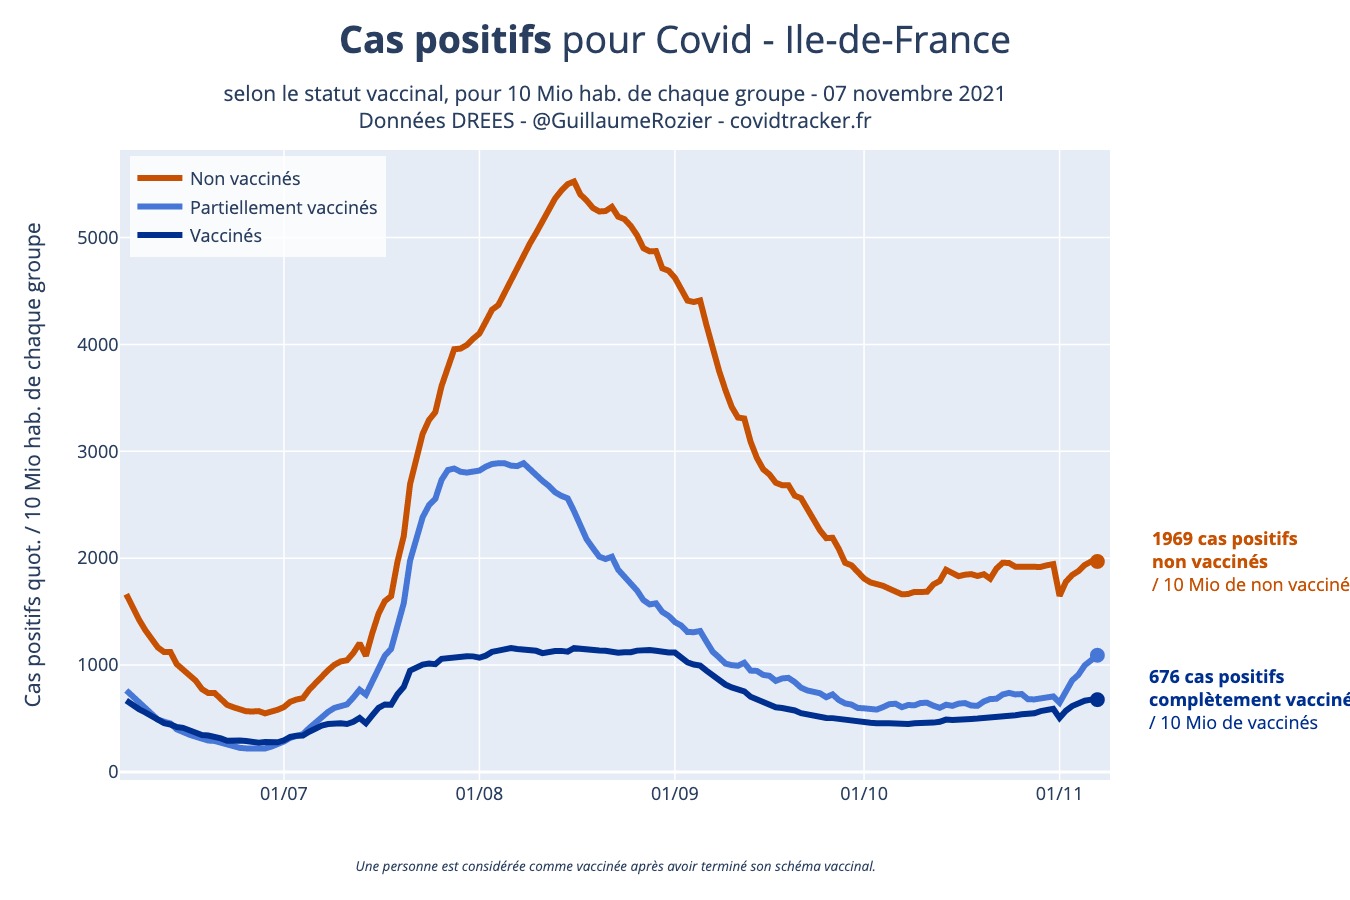 Cas positifs pour Covid - Ile-de-France
selon le statut vaccinal, pour 10 Mio hab. de chaque groupe - 07 novembre 2021
Données DREES - @GuillaumeRozier - covidtracker.fr
Non vaccinés
Partiellement vaccinés
Vaccinés
Cas positifs quot. / 10 Mio hab. de chaque groupe
5000
4000
3000
2000
1000
0
01/07
01/08
01/09
01/10
01/11
1969 cas positifs
non vaccinés
/ 10 Mio de non vacciné
676 cas positifs
complètement vacciné
/ 10 Mio de vaccinés
Une personne est considérée comme vaccinée après avoir terminé son schéma vaccinal.